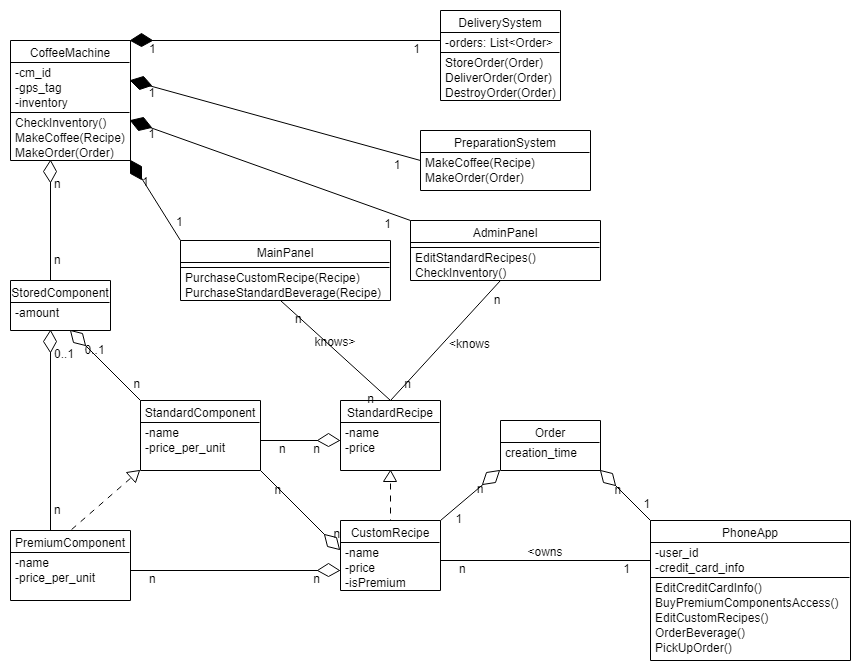 DeliverySystem
-orders: List<Order>
StoreOrder(Order)
DeliverOrder(Order)
DestroyOrder(Order)
CoffeeMachine
-cm_id
-gps_tag
-inventory
CheckInventory()
MakeCoffee(Recipe)
MakeOrder(Order)
1
1
1
1
1
1
1
1
n
n
PreparationSystem
MakeCoffee(Recipe)
MakeOrder(Order)
AdminPanel
EditStandardRecipes()
CheckInventory()
MainPanel
PurchaseCustomRecipe(Recipe)
PurchaseStandardBeverage(Recipe)
StoredComponent
-amount
n
knows>
n
n
<knows
n
0..1
0..1
n
n
StandardComponent
-name
-price_per_unit
StandardRecipe
-name
-price
n
n
n
n
Order
creation_time
n
1
n
1
PremiumComponent
-name
-price_per_unit
CustomRecipe
-name
-price
-isPremium
n
n
<owns
n
1
PhoneApp
-user_id
-credit_card_info
EditCreditCardInfo()
BuyPremiumComponentsAccess()
EditCustomRecipes()
OrderBeverage()
PickUpOrder()